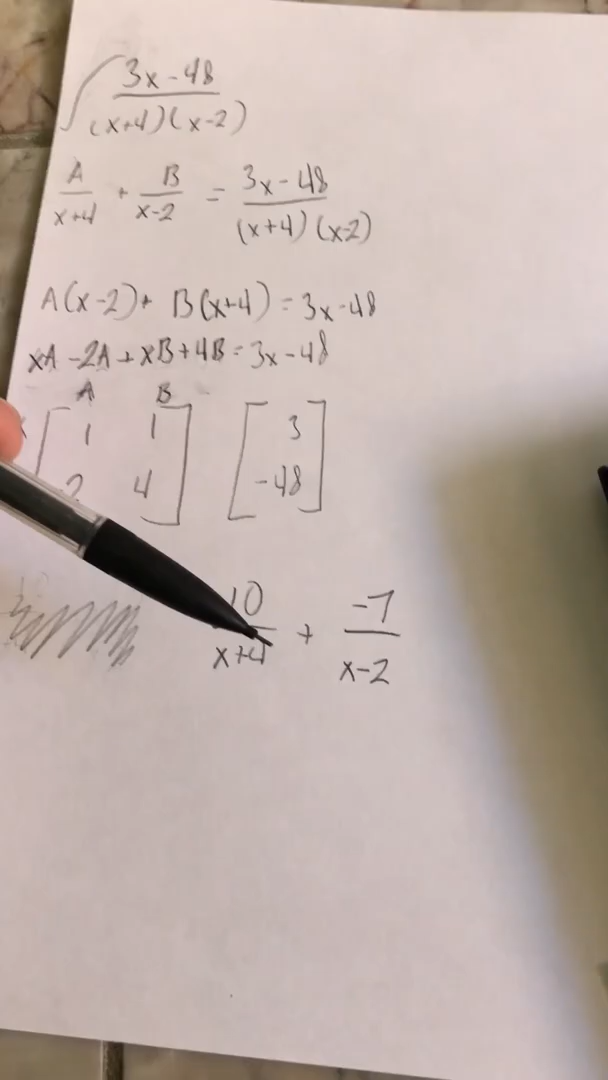 ∫ (3x-48)/((x+4)(x-2))
A/(x+4) + B/(x-2) = (3x-48)/((x+4)(x-2))
A(x-2)+ B(x+4)=3x-48
xA-2A+xB+4B=3x-48
A B
[1 1] [3]
[2 4] [-48]
10/(x+4) + -7/(x-2)